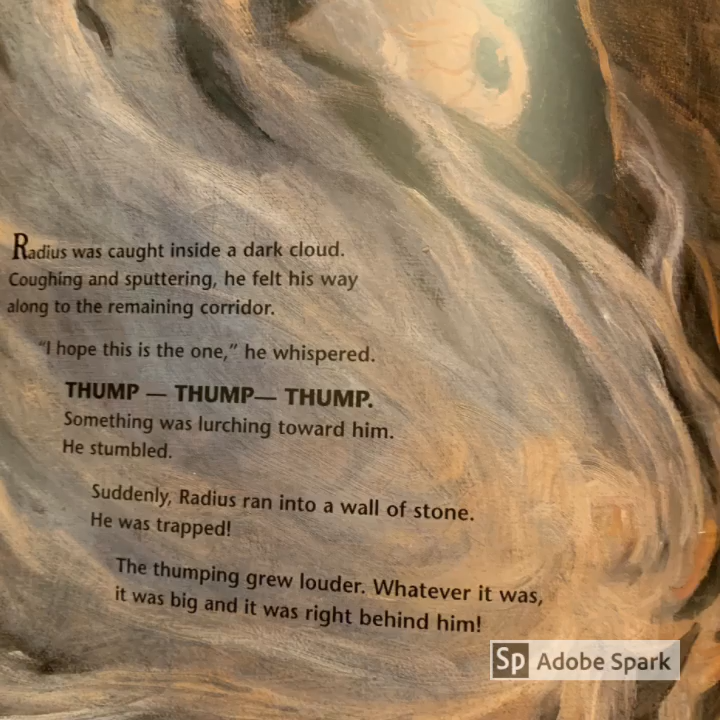 Radius was caught inside a dark cloud.
Coughing and sputtering, he felt his way
along to the remaining corridor.
“I hope this is the one,” he whispered.
THUMP — THUMP— THUMP.
Something was lurching toward him.
He stumbled.
Suddenly, Radius ran into a wall of stone.
He was trapped!
The thumping grew louder. Whatever it was,
it was big and it was right behind him!
Sp Adobe Spark